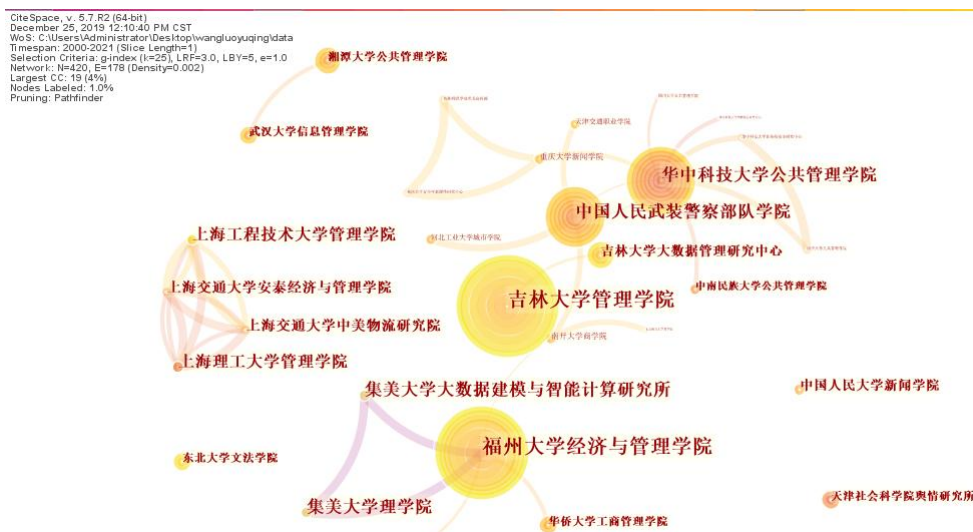 CiteSpace, v. 5.7.R2 (64-bit)
December 25, 2019 12:10:40 PM CST
WoS: C:\Users\Administrator\Desktop\wangluoyuqing\data
Timespan: 2000-2021 (Slice Length=1)
Selection Criteria: g-index (k=25), LRF=3.0, LBY=5, e=1.0
Network: N=420, E=178 (Density=0.002)
Largest CC: 19 (4%)
Nodes Labeled: 1.0%
Pruning: Pathfinder
湘潭大学公共管理学院
武汉大学信息管理学院
天津交通职业学院
重庆大学新闻学院
华中科技大学公共管理学院
中国人民武装警察部队学院
上海工程技术大学管理学院
河北工业大学城市学院
吉林大学大数据管理研究中心
上海交通大学安泰经济与管理学院
中南民族大学公共管理学院
吉林大学管理学院
上海交通大学中美物流研究院
南开大学商学院
上海理工大学管理学院
集美大学大数据建模与智能计算研究所
中国人民大学新闻学院
福州大学经济与管理学院
东北大学文法学院
集美大学理学院
天津社会科学院舆情研究所
华侨大学工商管理学院